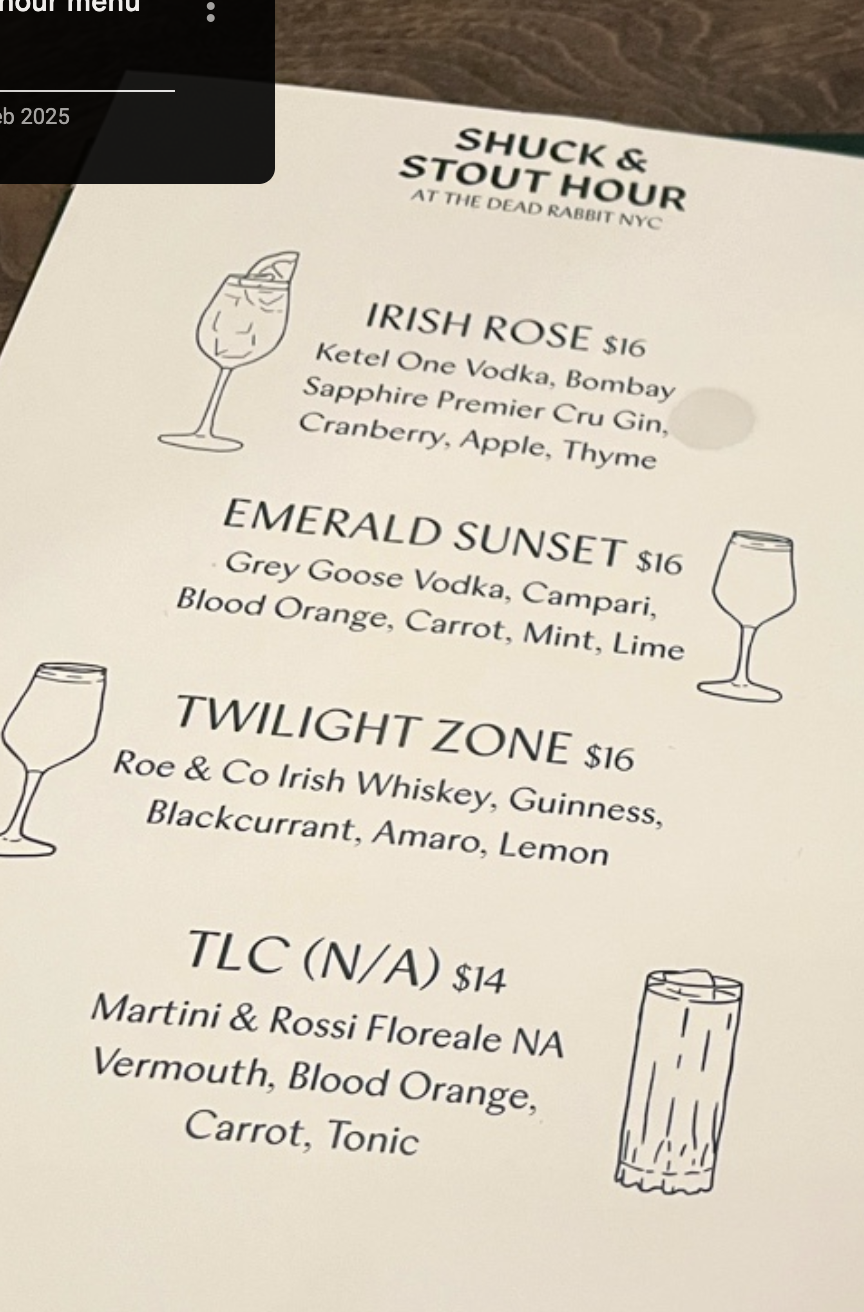 hour menu
eb 2025
SHUCK &
STOUT HOUR
AT THE DEAD RABBIT NYC
IRISH ROSE $16
Ketel One Vodka, Bombay
Sapphire Premier Cru Gin,
Cranberry, Apple, Thyme
EMERALD SUNSET $16
Grey Goose Vodka, Campari,
Blood Orange, Carrot, Mint, Lime
TWILIGHT ZONE $16
Roe & Co Irish Whiskey, Guinness,
Blackcurrant, Amaro, Lemon
TLC (N/A) $14
Martini & Rossi Floreale NA
Vermouth, Blood Orange,
Carrot, Tonic